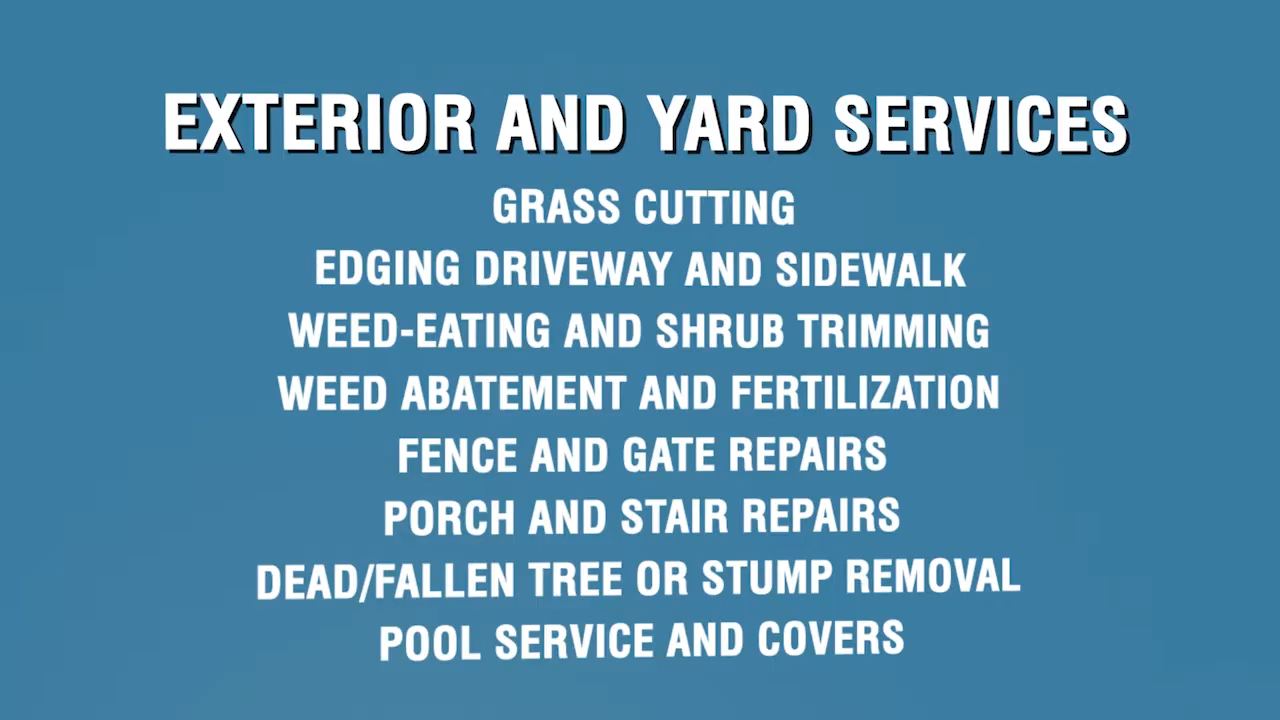 EXTERIOR AND YARD SERVICES
GRASS CUTTING
EDGING DRIVEWAY AND SIDEWALK
WEED-EATING AND SHRUB TRIMMING
WEED ABATEMENT AND FERTILIZATION
FENCE AND GATE REPAIRS
PORCH AND STAIR REPAIRS
DEAD/FALLEN TREE OR STUMP REMOVAL
POOL SERVICE AND COVERS